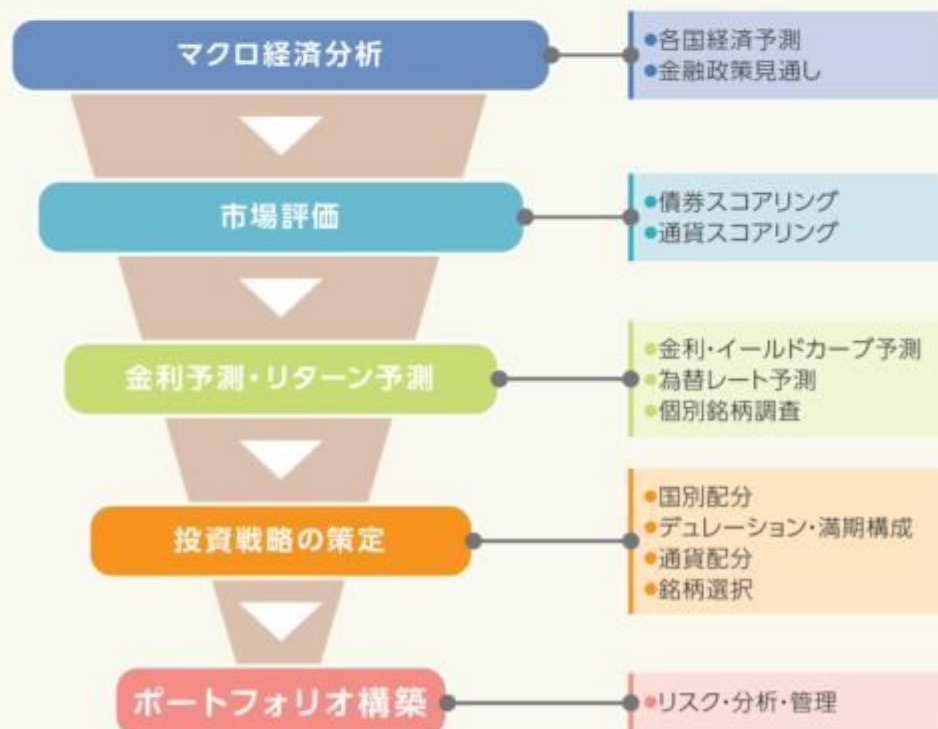 マクロ経済分析
●各国経済予測
●金融政策見通し
市場評価
●債券スコアリング
●通貨スコアリング
金利予測・リターン予測
●金利・イールドカーブ予測
●為替レート予測
●個別銘柄調査
投資戦略の策定
●国別配分
●デュレーション・満期構成
●通貨配分
●銘柄選択
ポートフォリオ構築
●リスク・分析・管理